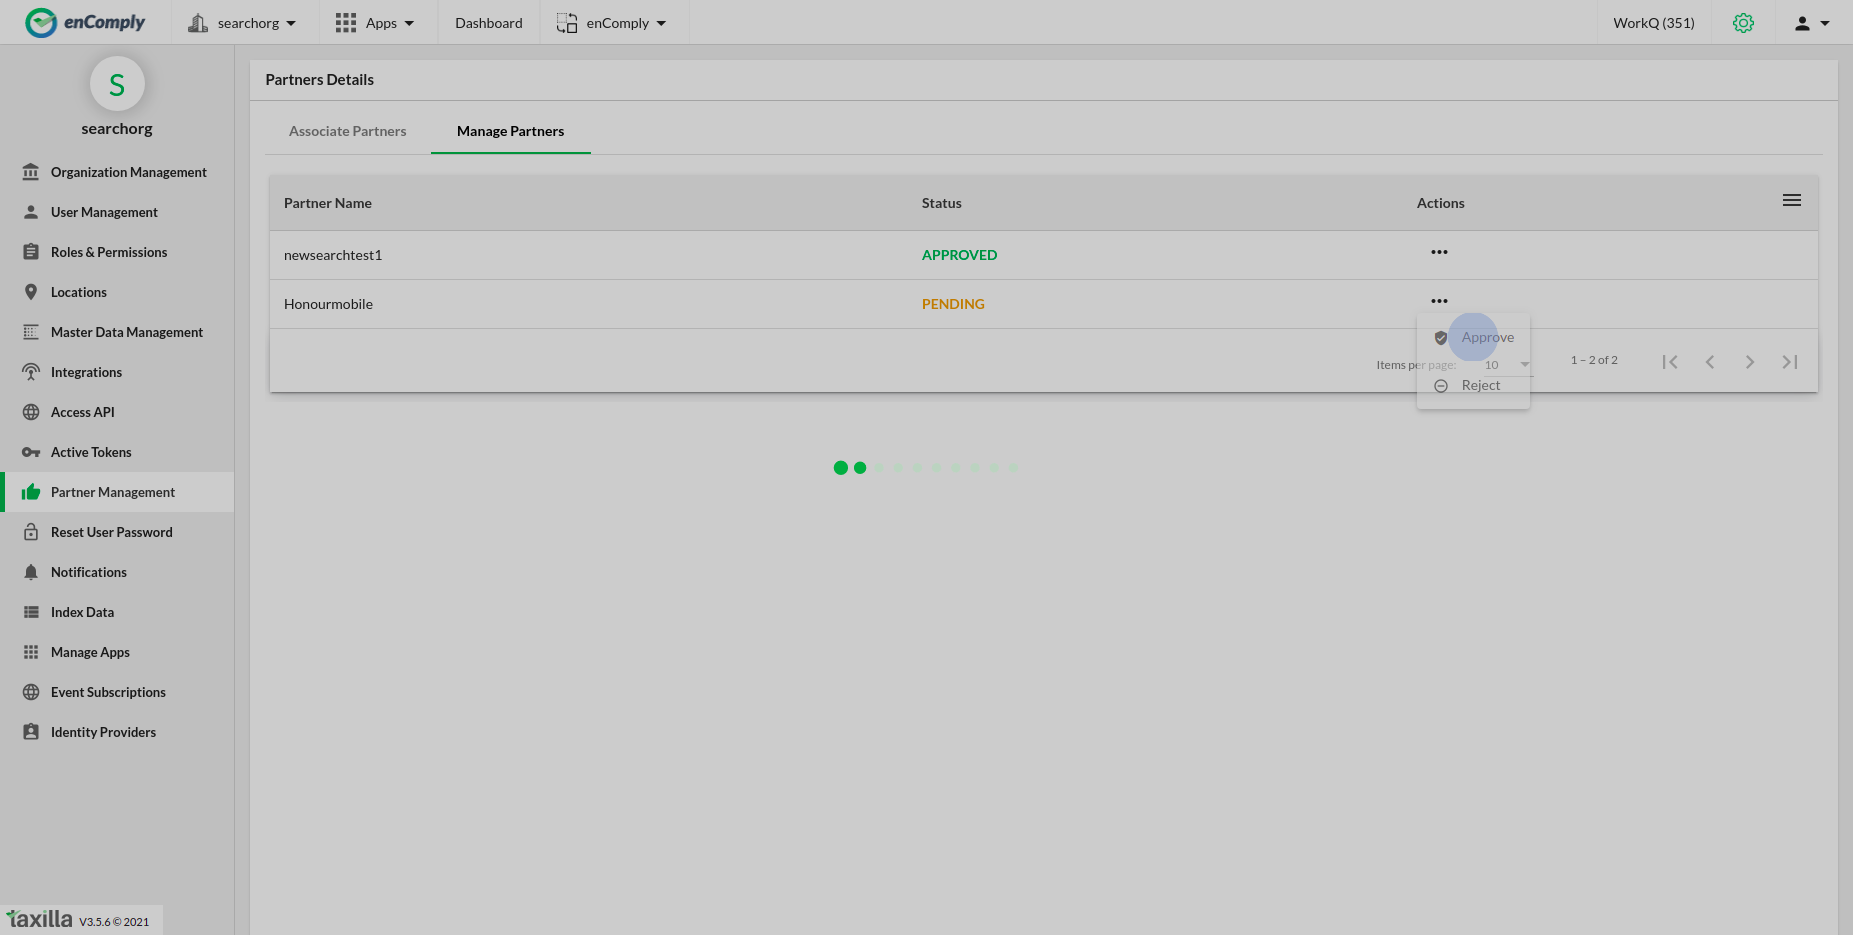 enComply
searchorg
Apps
Dashboard
enComply
WorkQ (351)
S
searchorg
Organization Management
User Management
Roles & Permissions
Locations
Master Data Management
Integrations
Access API
Active Tokens
Partner Management
Reset User Password
Notifications
Index Data
Manage Apps
Event Subscriptions
Identity Providers
taxilla V3.5.6 © 2021
Partners Details
Associate Partners
Manage Partners
Partner Name Status Actions
newsearchtest1 APPROVED
Honourmobile PENDING
Approve
Reject
Items per page: 10
1 – 2 of 2